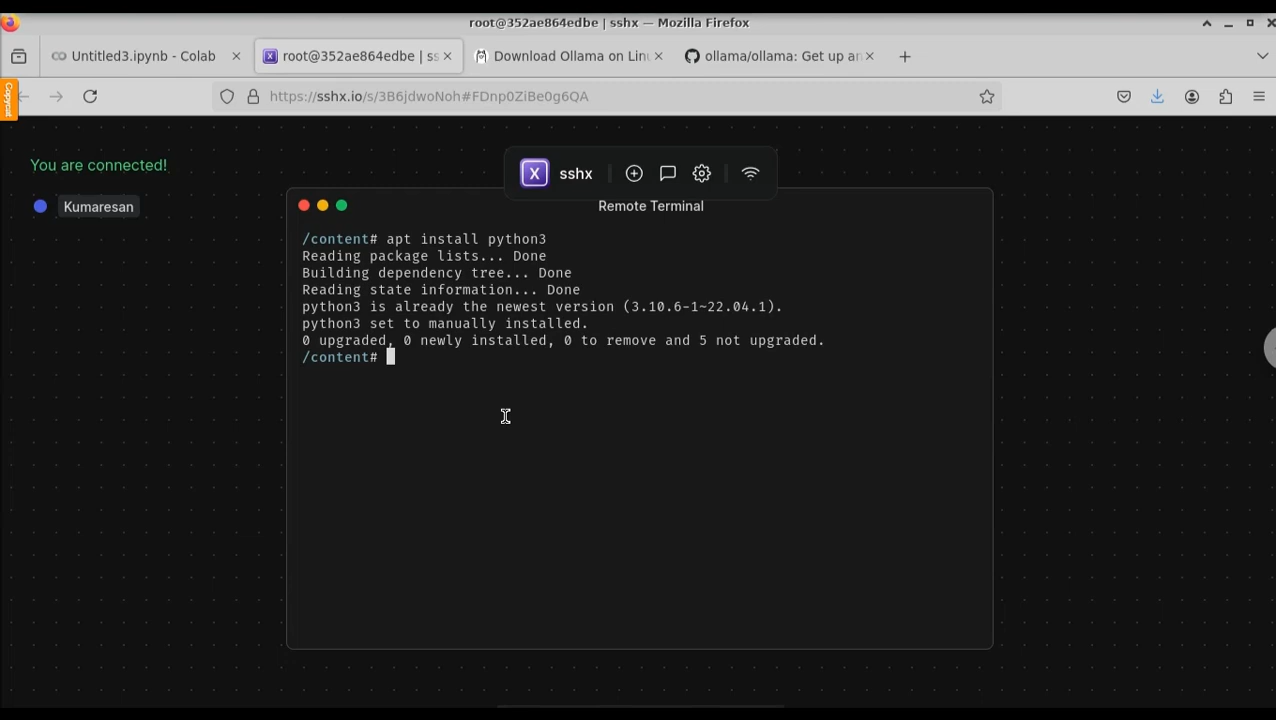 root@352ae864edbe | sshx — Mozilla Firefox
Untitled3.ipynb - Colab
root@352ae864edbe | ss
Download Ollama on Linu
ollama/ollama: Get up an
Copycat
https://sshx.io/s/3B6jdwoNoh#FDnp0ZiBe0g6QA
You are connected!
X sshx
Kumaresan
Remote Terminal
/content# apt install python3
Reading package lists... Done
Building dependency tree... Done
Reading state information... Done
python3 is already the newest version (3.10.6-1~22.04.1).
python3 set to manually installed.
0 upgraded, 0 newly installed, 0 to remove and 5 not upgraded.
/content#